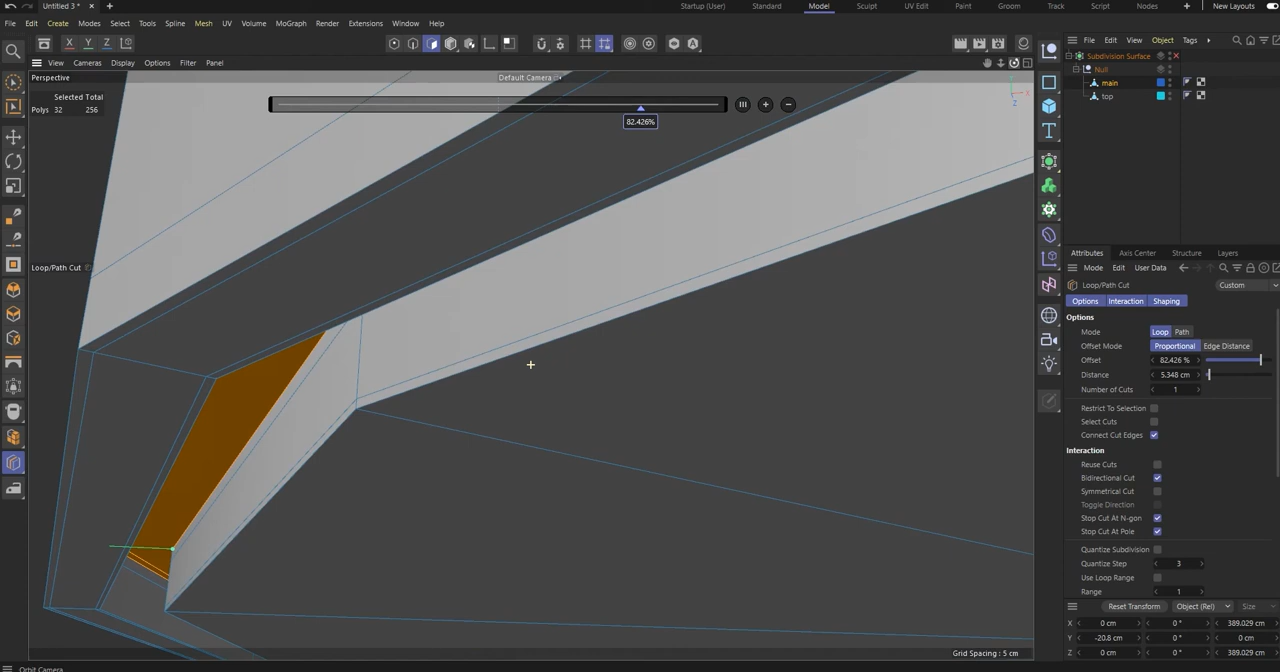 Untitled 3 *
Startup (User) Standard Model Sculpt UV Edit Paint Groom Track Script Nodes New Layouts
File Edit Create Modes Select Tools Spline Mesh UV Volume MoGraph Render Extensions Window Help
File Edit View Object Tags
View Cameras Display Options Filter Panel
Subdivision Surface
Perspective Default Camera
Null
main
top
Selected Total
Polys 32 256
82.426%
Loop/Path Cut
Attributes Axis Center Structure Layers
Mode Edit User Data
Loop/Path Cut Custom
Options Interaction Shaping
Options
Mode Loop Path
Offset Mode Proportional Edge Distance
Offset 82.426 %
Distance 5.348 cm
Number of Cuts 1
Restrict To Selection
Select Cuts
Connect Cut Edges
Interaction
Reuse Cuts
Bidirectional Cut
Symmetrical Cut
Toggle Direction
Stop Cut At N-gon
Stop Cut At Pole
Quantize Subdivision
Quantize Step 3
Use Loop Range
Range 1
Reset Transform Object (Rel) Size
X 0 cm 0 ° 389.029 cm
Y -20.8 cm 0 ° 0 cm
Z 0 cm 0 ° 389.029 cm
Grid Spacing : 5 cm
Orbit Camera